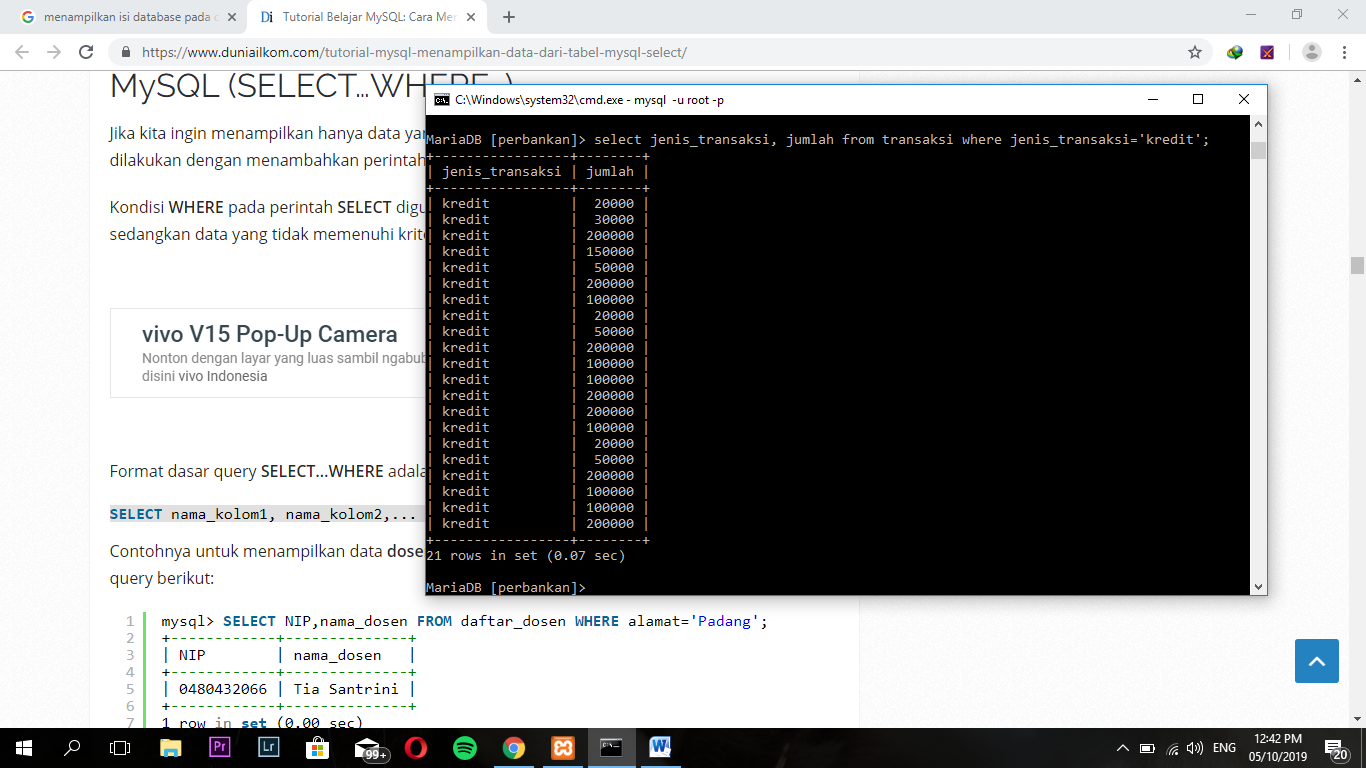 menampilkan isi database pada
Tutorial Belajar MySQL: Cara Mer
https://www.duniailkom.com/tutorial-mysql-menampilkan-data-dari-tabel-mysql-select/
MySQL (SELECT…WHERE
Jika kita ingin menampilkan hanya data
dilakukan dengan menambahkan perintah
Kondisi WHERE pada perintah SELECT
sedangkan data yang tidak memenuhi
vivo V15 Pop-Up Camera
Nonton dengan layar yang luas sambil
disini vivo Indonesia
Format dasar query SELECT…WHERE
SELECT nama_kolom1, nama_kolom2,...
Contohnya untuk menampilkan data
query berikut:
1 mysql> SELECT NIP,nama_dosen FROM daftar_dosen WHERE alamat='Padang';
2 +------------+--------------+
3 | NIP        | nama_dosen   |
4 +------------+--------------+
5 | 0480432066 | Tia Santrini |
6 +------------+--------------+
7 1 row in set (0.00 sec)
C:\Windows\system32\cmd.exe - mysql -u root -p
MariaDB [perbankan]> select jenis_transaksi, jumlah from transaksi where jenis_transaksi='kredit';
+-----------------+--------+
| jenis_transaksi | jumlah |
+-----------------+--------+
| kredit          |  20000 |
| kredit          |  30000 |
| kredit          | 200000 |
| kredit          | 150000 |
| kredit          |  50000 |
| kredit          | 200000 |
| kredit          | 100000 |
| kredit          |  20000 |
| kredit          |  50000 |
| kredit          | 200000 |
| kredit          | 100000 |
| kredit          | 100000 |
| kredit          | 200000 |
| kredit          | 200000 |
| kredit          | 100000 |
| kredit          |  20000 |
| kredit          |  50000 |
| kredit          | 200000 |
| kredit          | 100000 |
| kredit          | 100000 |
| kredit          | 200000 |
+-----------------+--------+
21 rows in set (0.07 sec)
MariaDB [perbankan]>
Pr
Lr
99+
W
ENG
12:42 PM
05/10/2019
20